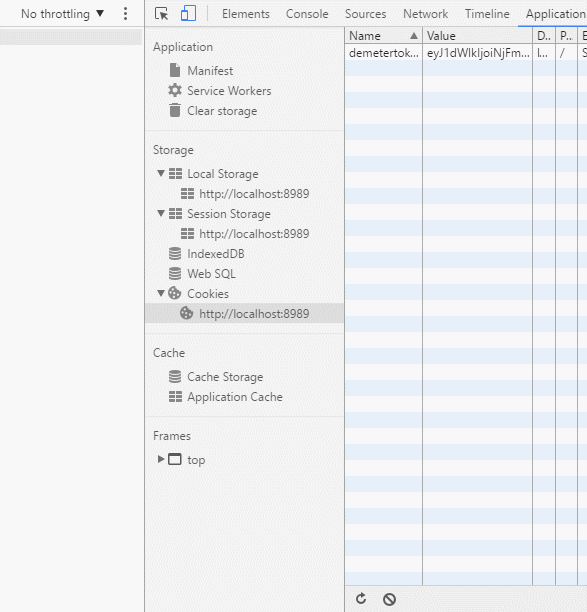 No throttling ▼
Elements Console Sources Network Timeline Application
Application
Manifest
Service Workers
Clear storage
Storage
Local Storage
http://localhost:8989
Session Storage
http://localhost:8989
IndexedDB
Web SQL
Cookies
http://localhost:8989
Cache
Cache Storage
Application Cache
Frames
top
Name ▲ Value D.. P..
demetertok... eyJ1dWlkIjoiNjFm... l... / S